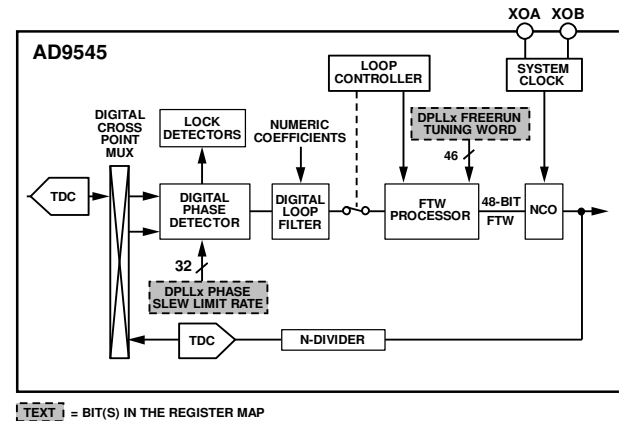 XOA XOB
AD9545
LOOP
CONTROLLER
SYSTEM
CLOCK
DIGITAL
CROSS
POINT
MUX
LOCK
DETECTORS
NUMERIC
COEFFICIENTS
DPLLx FREERUN
TUNING WORD
46
TDC
DIGITAL
PHASE
DETECTOR
DIGITAL
LOOP
FILTER
FTW
PROCESSOR
48-BIT
FTW
NCO
32
DPLLx PHASE
SLEW LIMIT RATE
TDC
N-DIVIDER
TEXT = BIT(S) IN THE REGISTER MAP